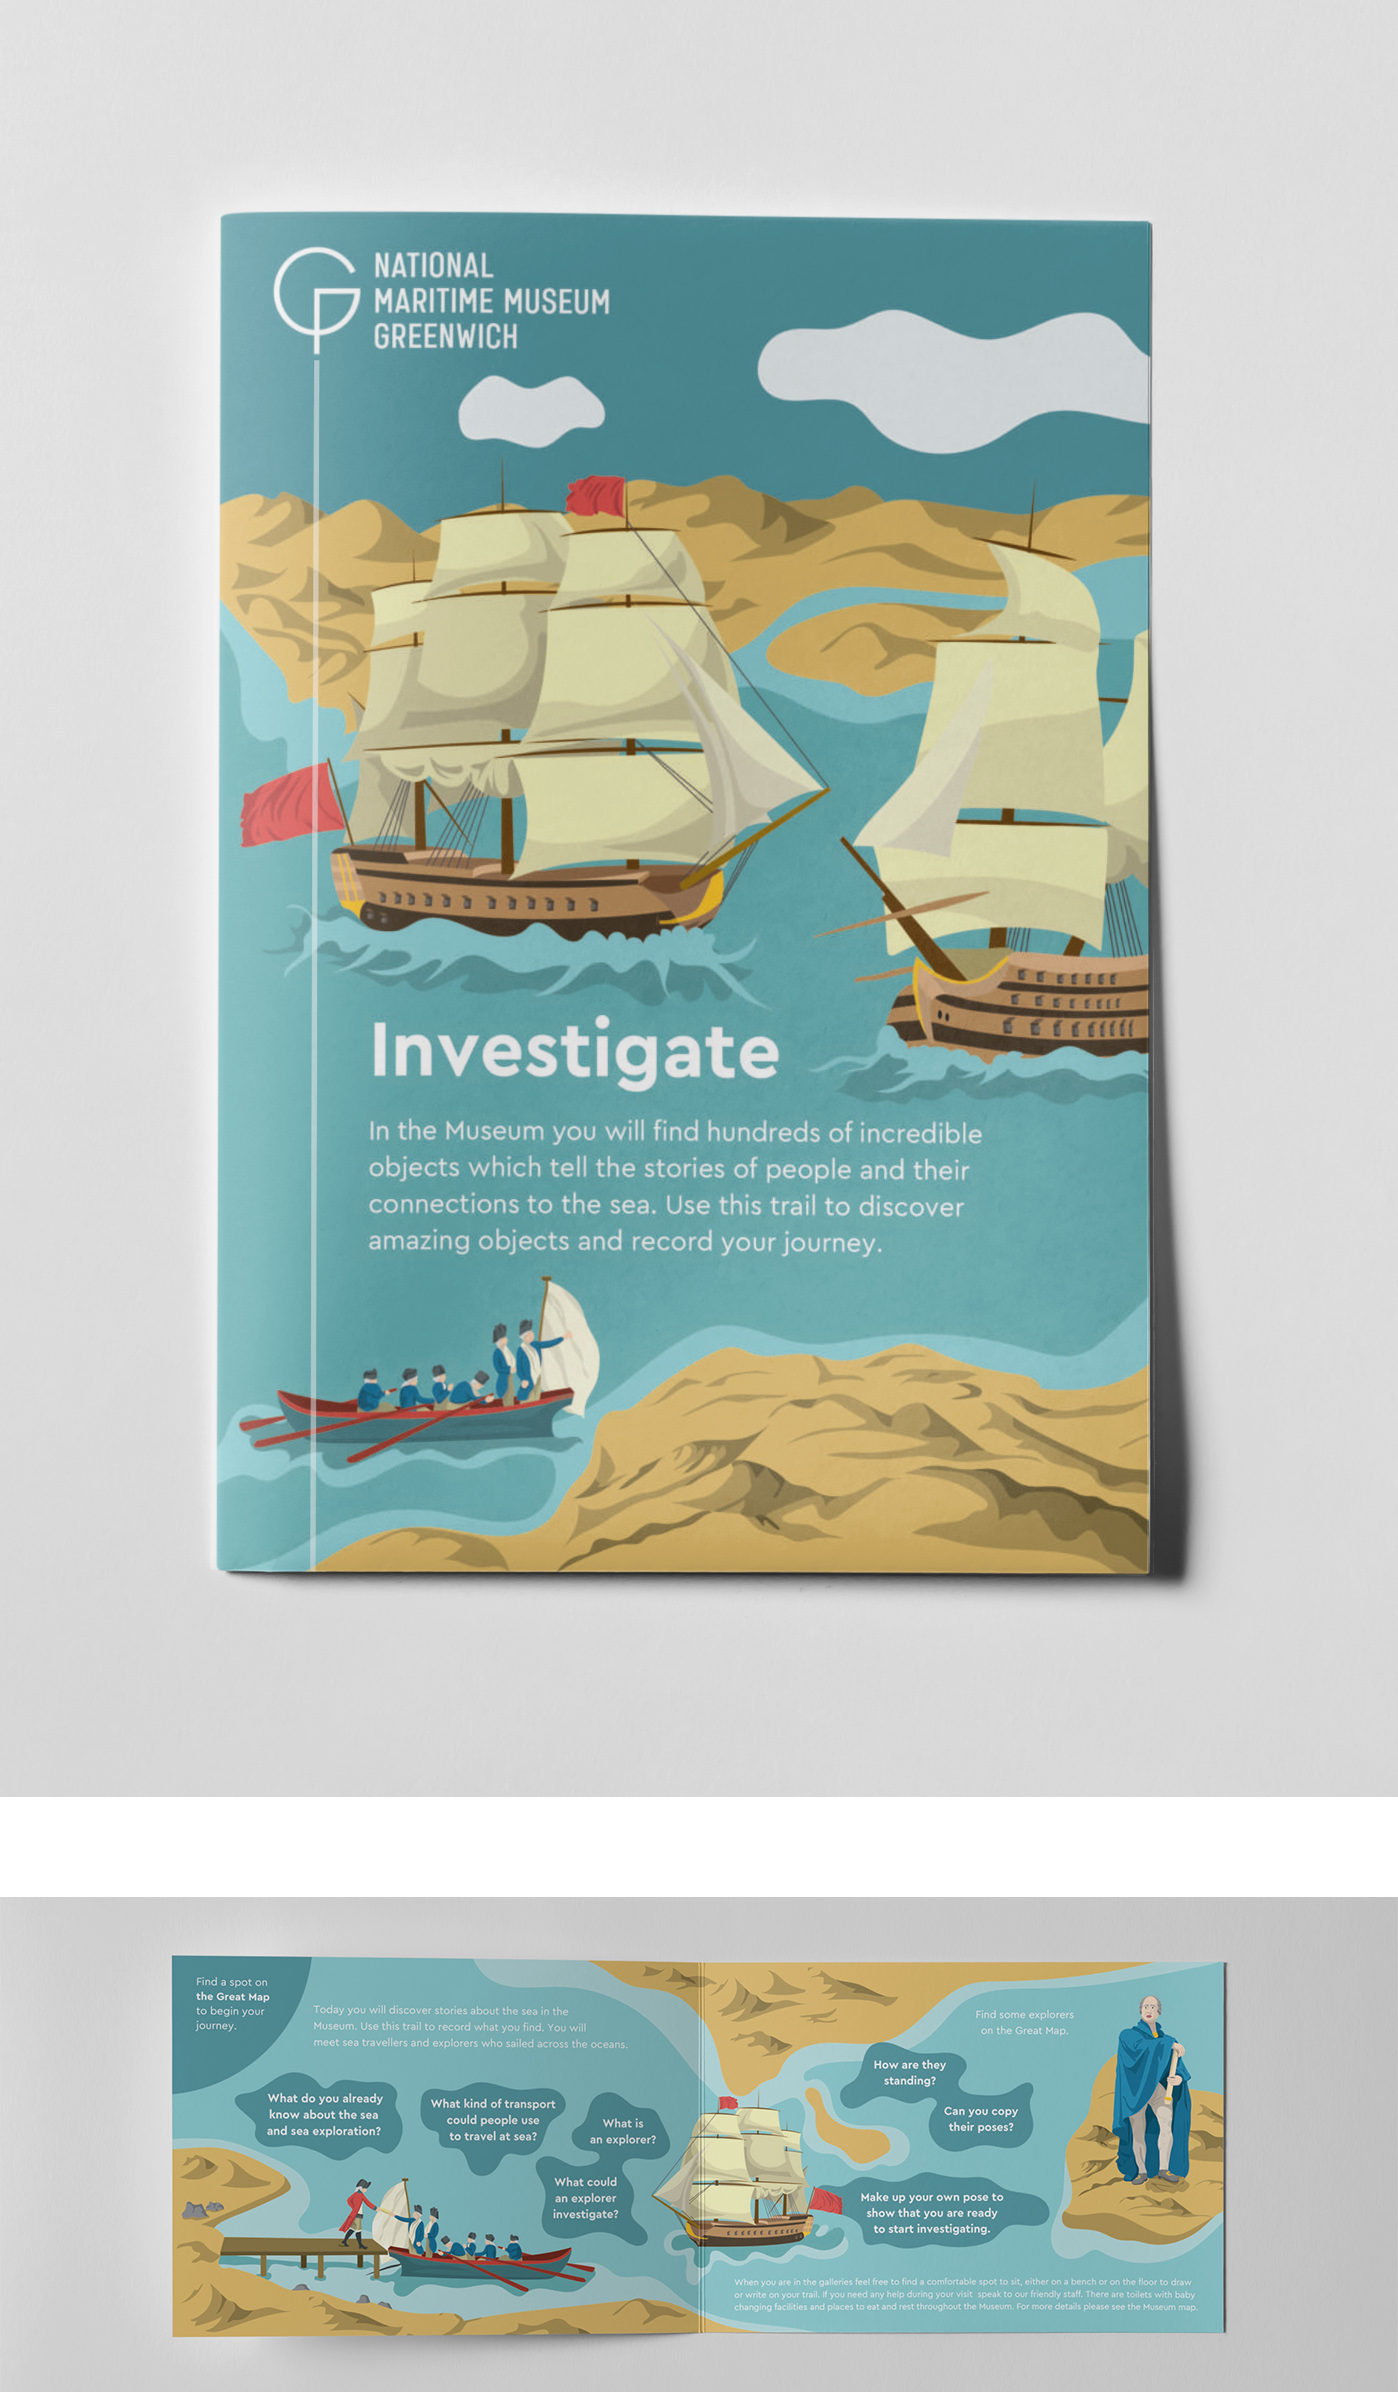 NATIONAL
MARITIME MUSEUM
GREENWICH
Investigate
In the Museum you will find hundreds of incredible
objects which tell the stories of people and their
connections to the sea. Use this trail to discover
amazing objects and record your journey.
Find a spot on
the Great Map
to begin your
journey.
Today you will discover stories about the sea in the
Museum. Use this trail to record what you find. You will
meet sea travellers and explorers who sailed across the oceans.
What do you already
know about the sea
and sea exploration?
What kind of transport
could people use
to travel at sea?
What is
an explorer?
What could
an explorer
investigate?
Find some explorers
on the Great Map.
How are they
standing?
Can you copy
their poses?
Make up your own pose to
show that you are ready
to start investigating.
When you are in the galleries feel free to find a comfortable spot to sit, either on a bench or on the floor to draw
or write on your trail. If you need any help during your visit speak to our friendly staff. There are toilets with baby
changing facilities and places to eat and rest throughout the Museum. For more details please see the Museum map.